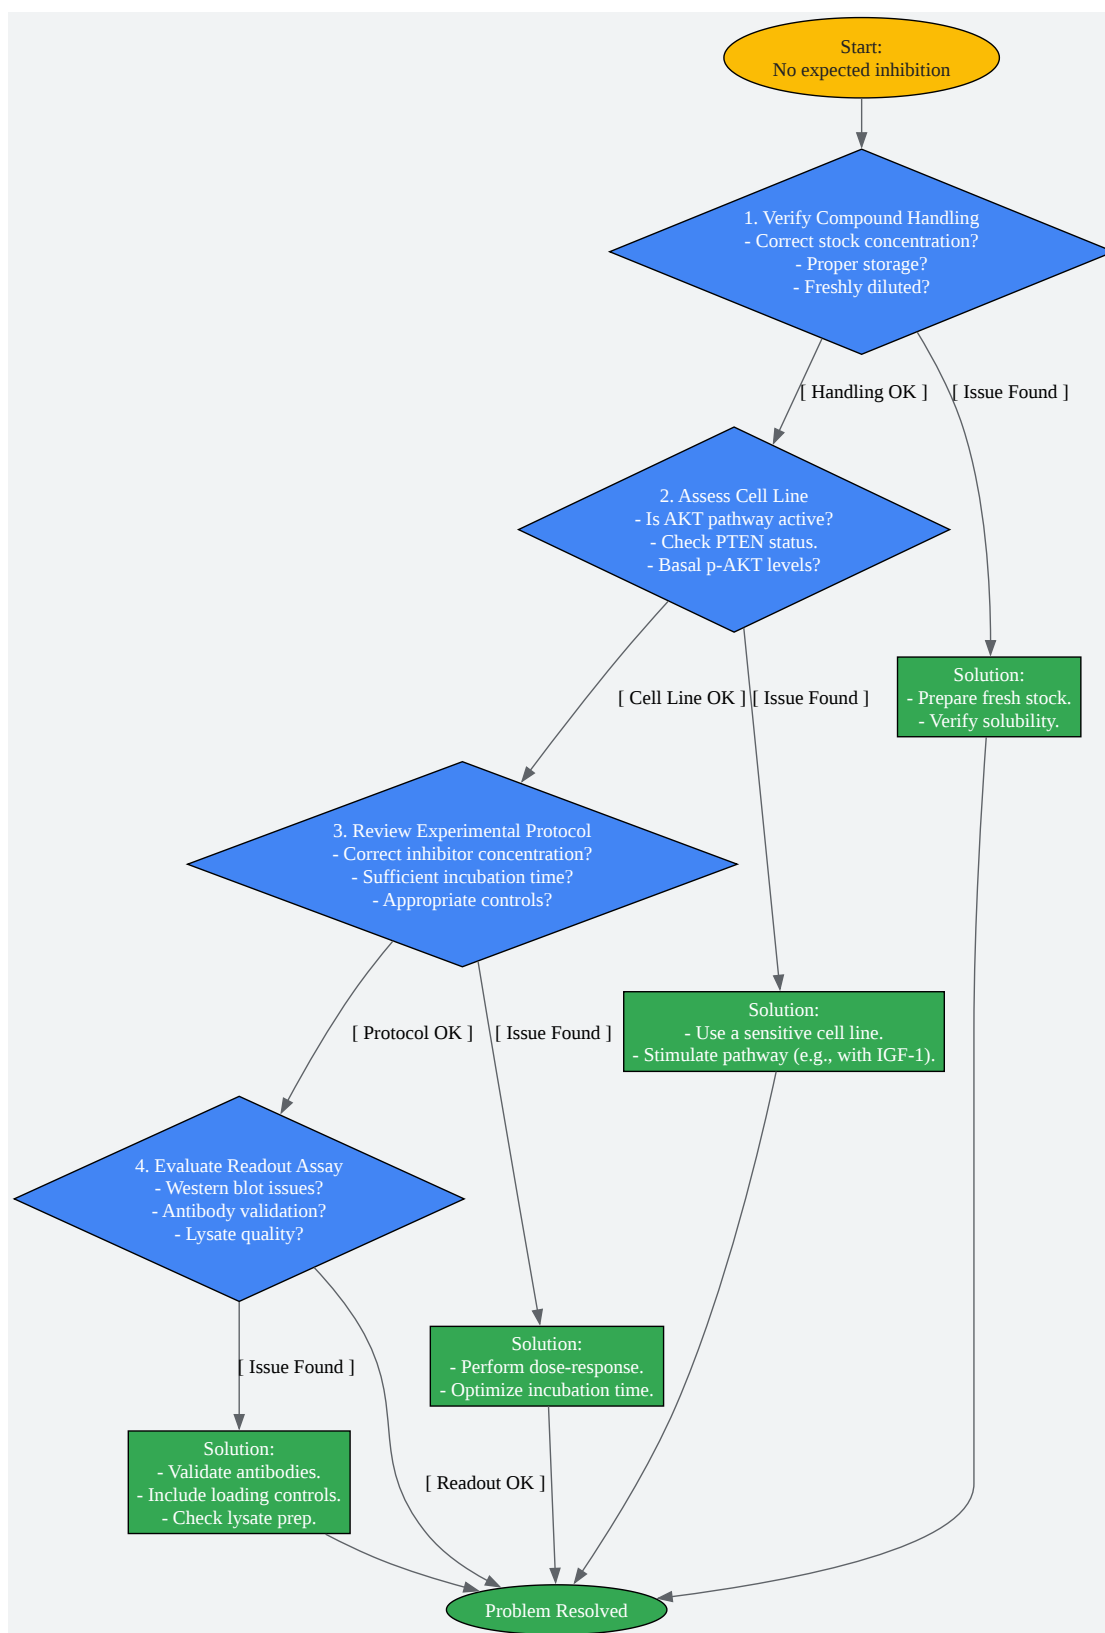 Start:
No expected inhibition
1. Verify Compound Handling
- Correct stock concentration?
- Proper storage?
- Freshly diluted?
[ Handling OK ]
[ Issue Found ]
2. Assess Cell Line
- Is AKT pathway active?
- Check PTEN status.
- Basal p-AKT levels?
[ Cell Line OK ]
[ Issue Found ]
Solution:
- Prepare fresh stock.
- Verify solubility.
3. Review Experimental Protocol
- Correct inhibitor concentration?
- Sufficient incubation time?
- Appropriate controls?
[ Protocol OK ]
[ Issue Found ]
Solution:
- Use a sensitive cell line.
- Stimulate pathway (e.g., with IGF-1).
4. Evaluate Readout Assay
- Western blot issues?
- Antibody validation?
- Lysate quality?
[ Issue Found ]
Solution:
- Perform dose-response.
- Optimize incubation time.
Solution:
- Validate antibodies.
- Include loading controls.
- Check lysate prep.
[ Readout OK ]
Problem Resolved